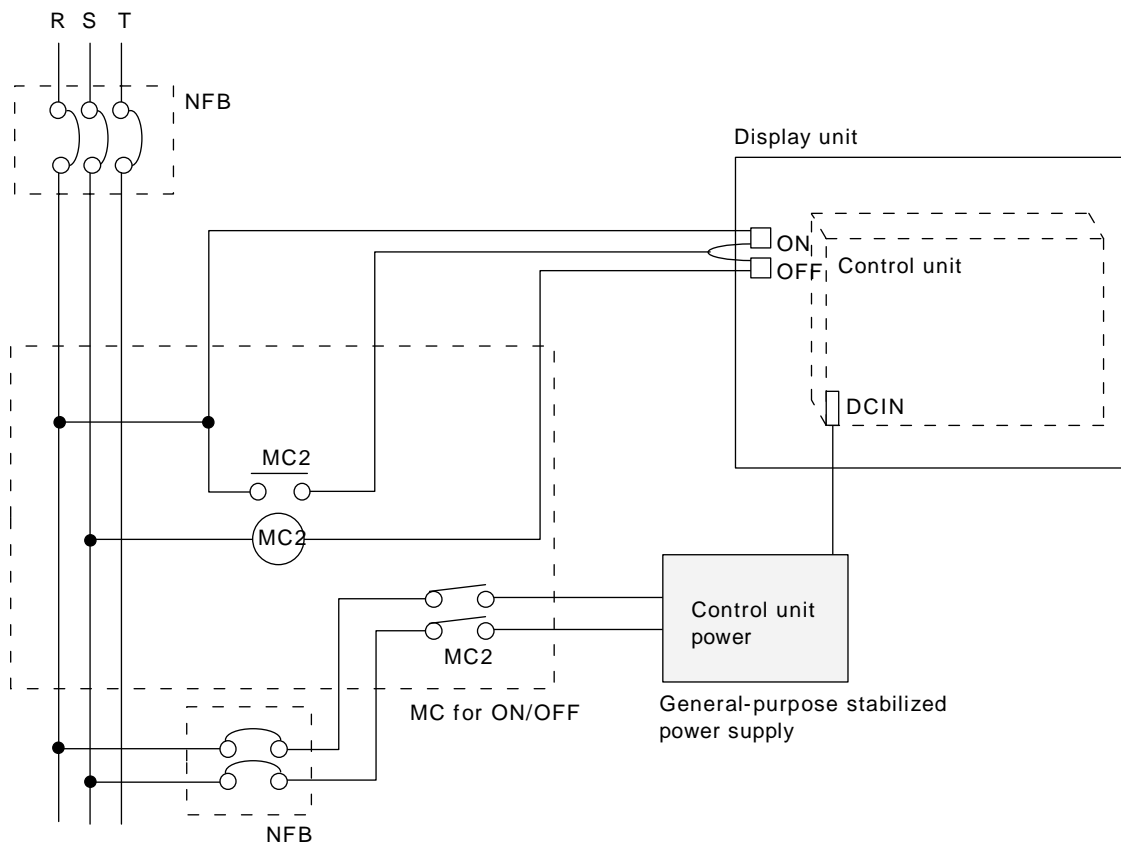 R S T
NFB
Display unit
ON
OFF
Control unit
DCIN
MC2
MC2
Control unit
power
MC2
General-purpose stabilized
power supply
MC for ON/OFF
NFB